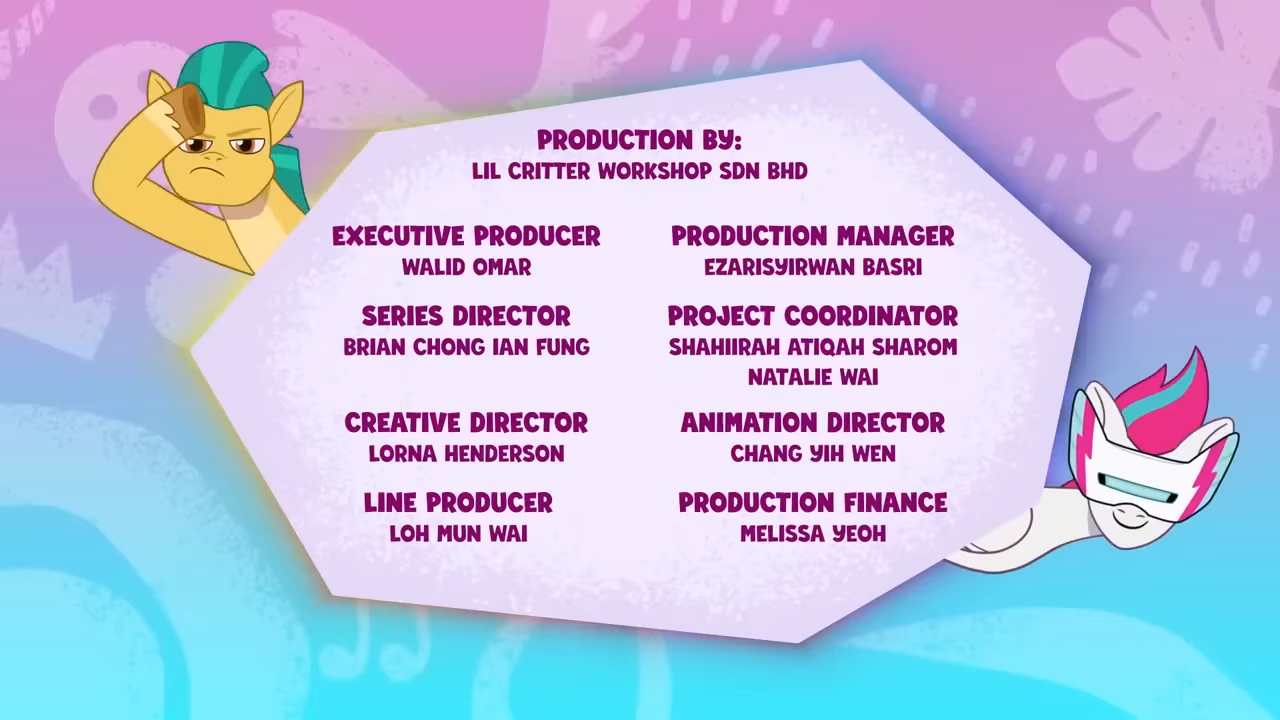 PRODUCTION BY:
LIL CRITTER WORKSHOP SDN BHD
EXECUTIVE PRODUCER
WALID OMAR
SERIES DIRECTOR
BRIAN CHONG IAN FUNG
CREATIVE DIRECTOR
LORNA HENDERSON
LINE PRODUCER
LOH MUN WAI
PRODUCTION MANAGER
EZARISYIRWAN BASRI
PROJECT COORDINATOR
SHAHIIRAH ATIQAH SHAROM
NATALIE WAI
ANIMATION DIRECTOR
CHANG YIH WEN
PRODUCTION FINANCE
MELISSA YEOH